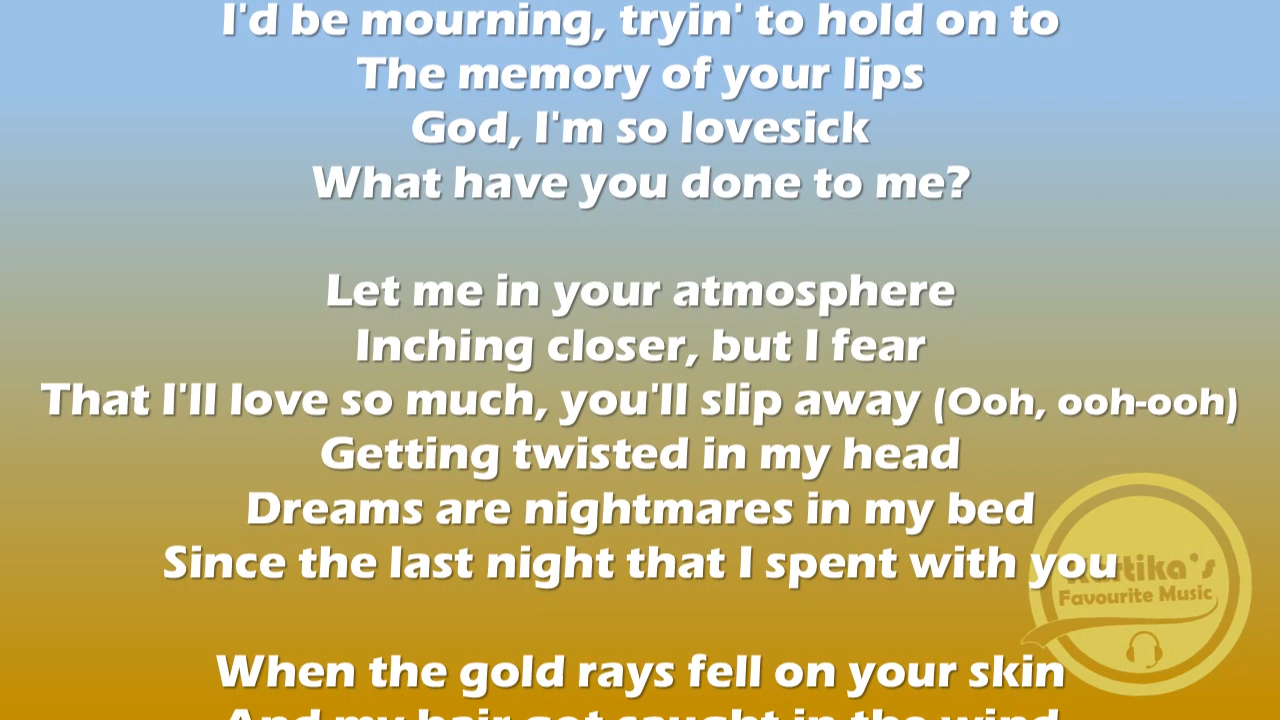 I'd be mourning, tryin' to hold on to
The memory of your lips
God, I'm so lovesick
What have you done to me?
Let me in your atmosphere
Inching closer, but I fear
That I'll love so much, you'll slip away (Ooh, ooh-ooh)
Getting twisted in my head
Dreams are nightmares in my bed
Since the last night that I spent with you
Kartika's
Favourite Music
When the gold rays fell on your skin
And my hair got caught in the wind